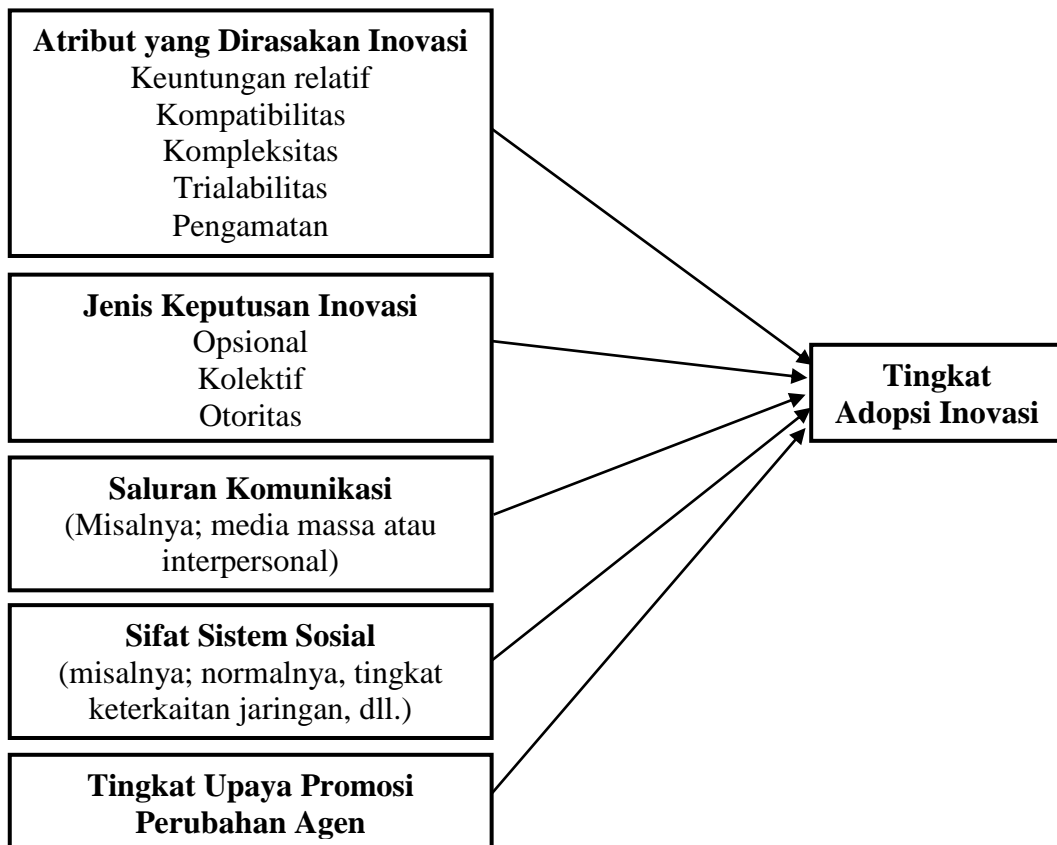 Atribut yang Dirasakan Inovasi
Keuntungan relatif
Kompatibilitas
Kompleksitas
Trialabilitas
Pengamatan
Jenis Keputusan Inovasi
Opsional
Kolektif
Otoritas
Saluran Komunikasi
(Misalnya; media massa atau
interpersonal)
Sifat Sistem Sosial
(misalnya; normalnya, tingkat
keterkaitan jaringan, dll.)
Tingkat Upaya Promosi
Perubahan Agen
Tingkat
Adopsi Inovasi